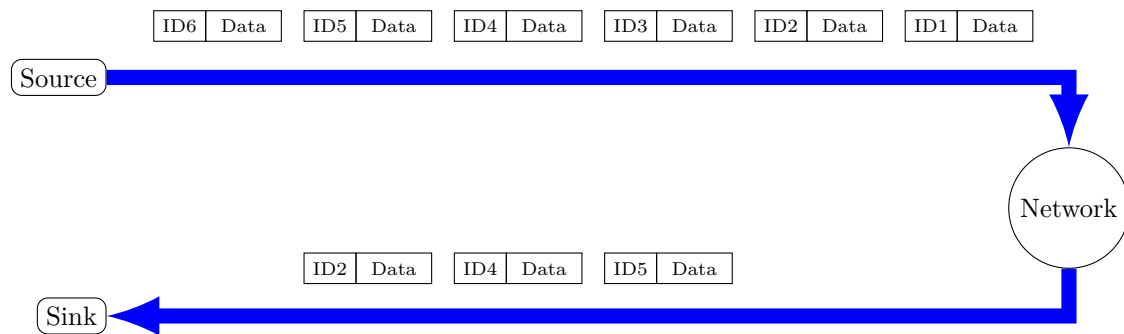 ID6 Data ID5 Data ID4 Data ID3 Data ID2 Data ID1 Data
Source
Network
ID2 Data ID4 Data ID5 Data
Sink